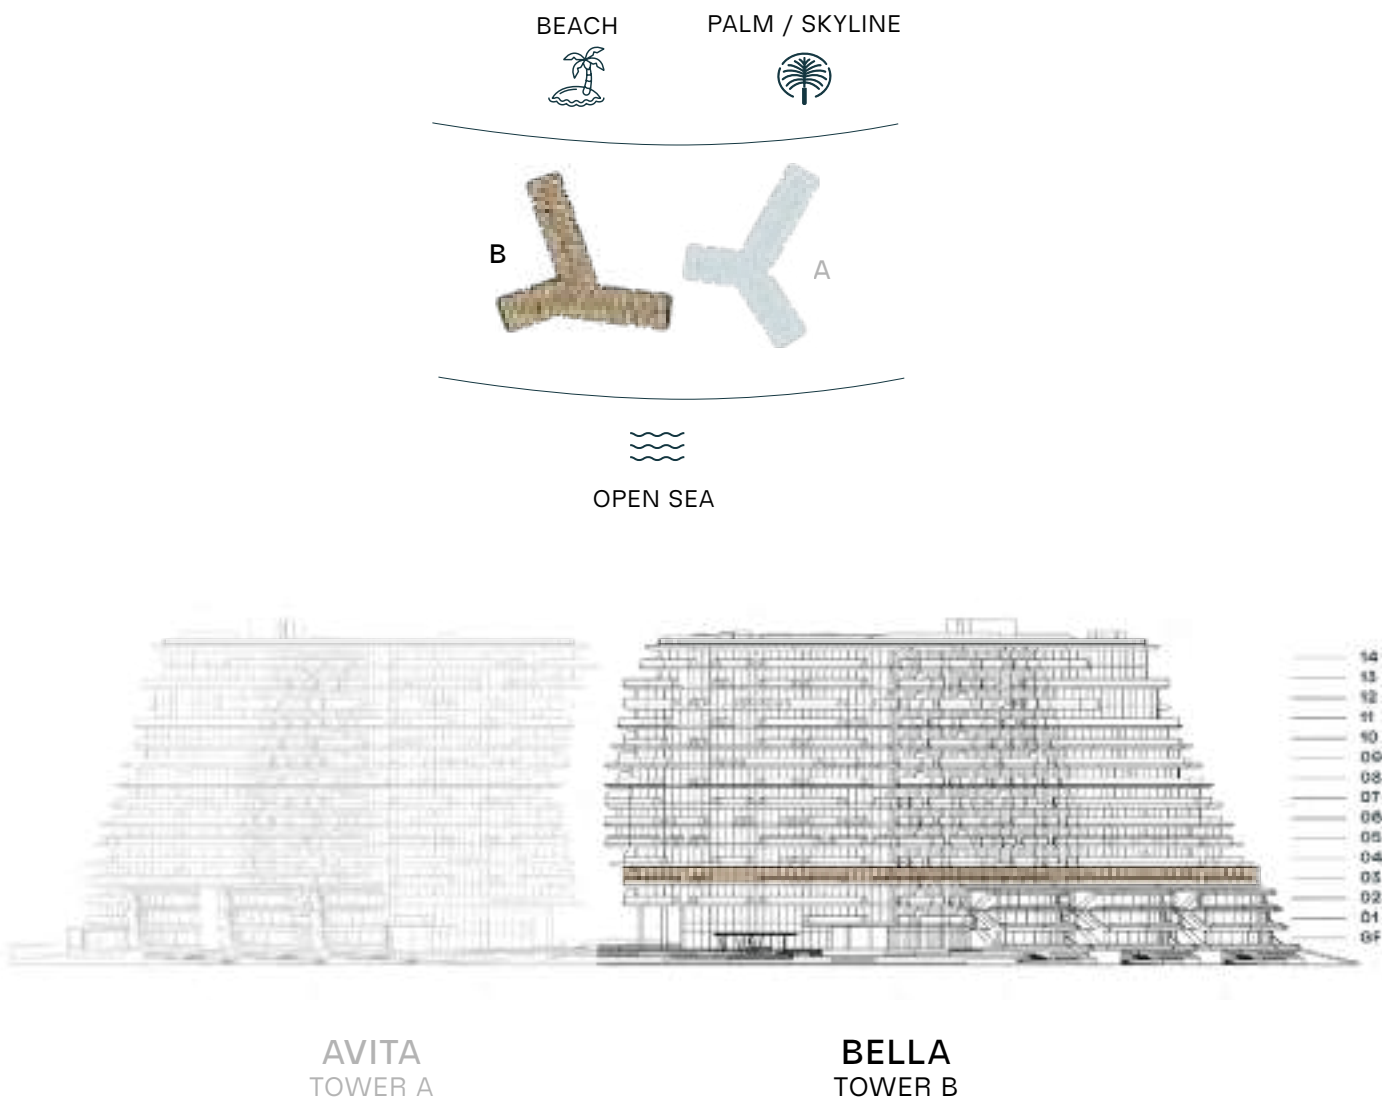 BEACH
PALM / SKYLINE
B
A
OPEN SEA
14
13
12
11
10
09
08
07
06
05
04
03
02
01
GF
AVITA
TOWER A
BELLA
TOWER B